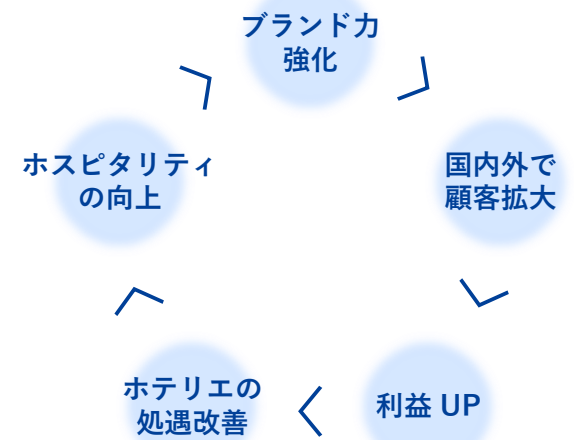 ブランド力
強化
国内外で
顧客拡大
利益 UP
ホテリエの
処遇改善
ホスピタリティ
の向上